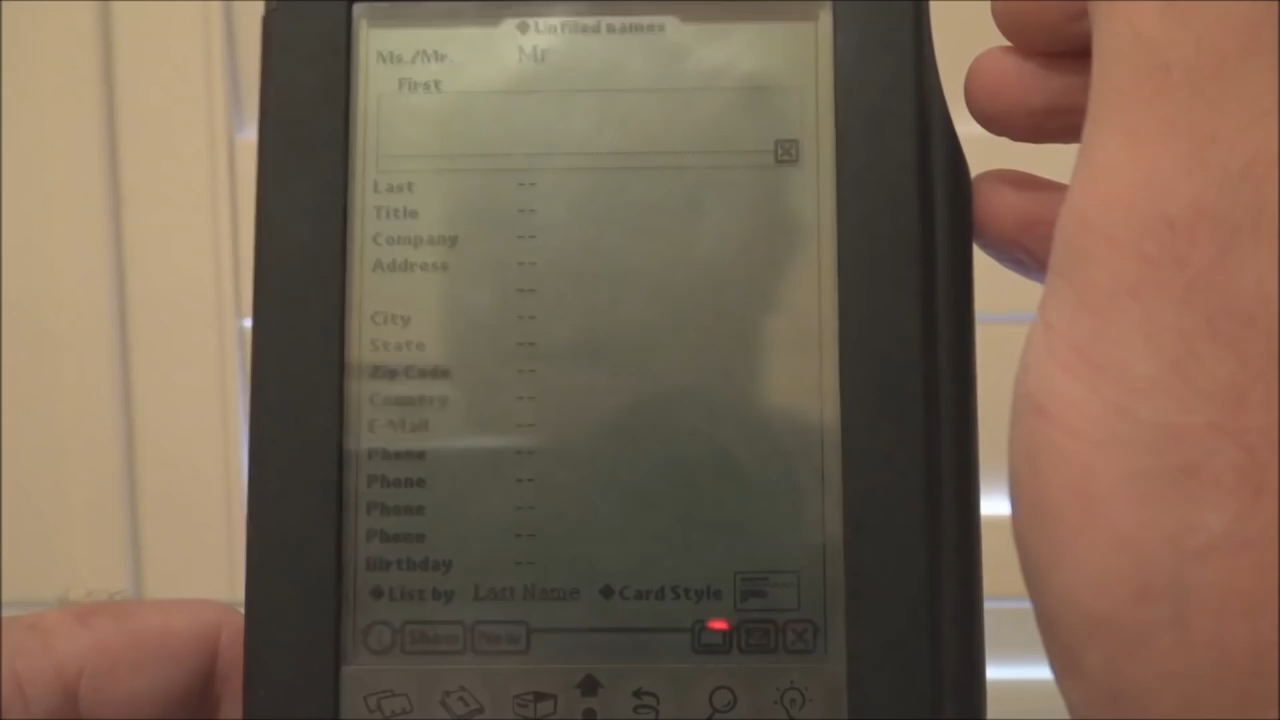 ◆Unfiled names
Ms./Mr. Mr
First
Last --
Title --
Company --
Address --
--
City --
State --
Zip Code --
Country --
E-Mail --
Phone --
Phone --
Phone --
Phone --
Birthday --
◆List by Last Name ◆Card Style
Show New